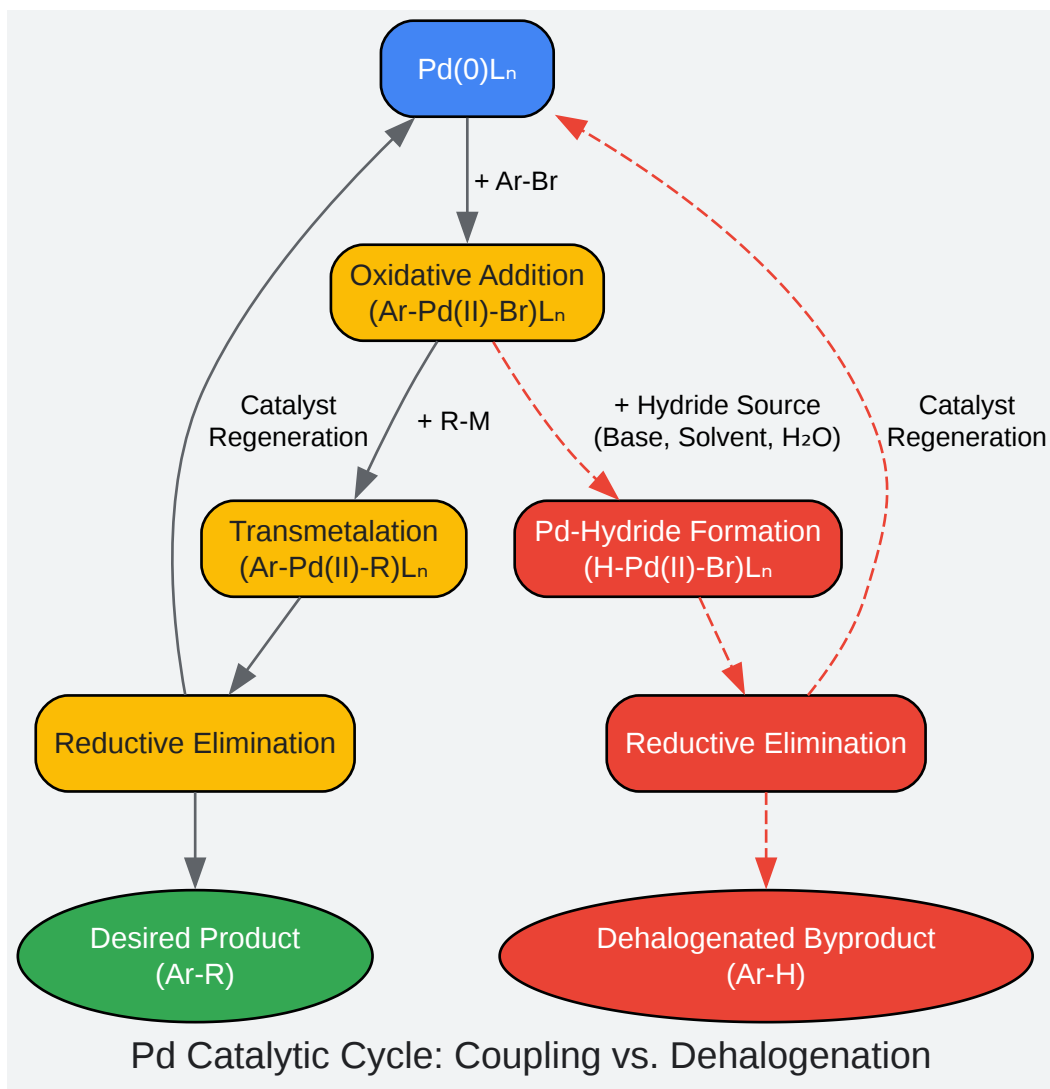 Pd(0)Lₙ
+ Ar-Br
Oxidative Addition
(Ar-Pd(II)-Br)Lₙ
Catalyst
Regeneration
+ R-M
+ Hydride Source
(Base, Solvent, H₂O)
Catalyst
Regeneration
Transmetalation
(Ar-Pd(II)-R)Lₙ
Pd-Hydride Formation
(H-Pd(II)-Br)Lₙ
Reductive Elimination
Reductive Elimination
Desired Product
(Ar-R)
Dehalogenated Byproduct
(Ar-H)
Pd Catalytic Cycle: Coupling vs. Dehalogenation